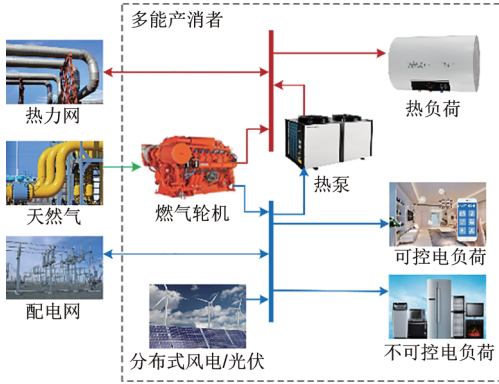 多能产消者
热力网
热负荷
热泵
天然气
燃气轮机
可控电负荷
配电网
分布式风电/光伏
不可控电负荷